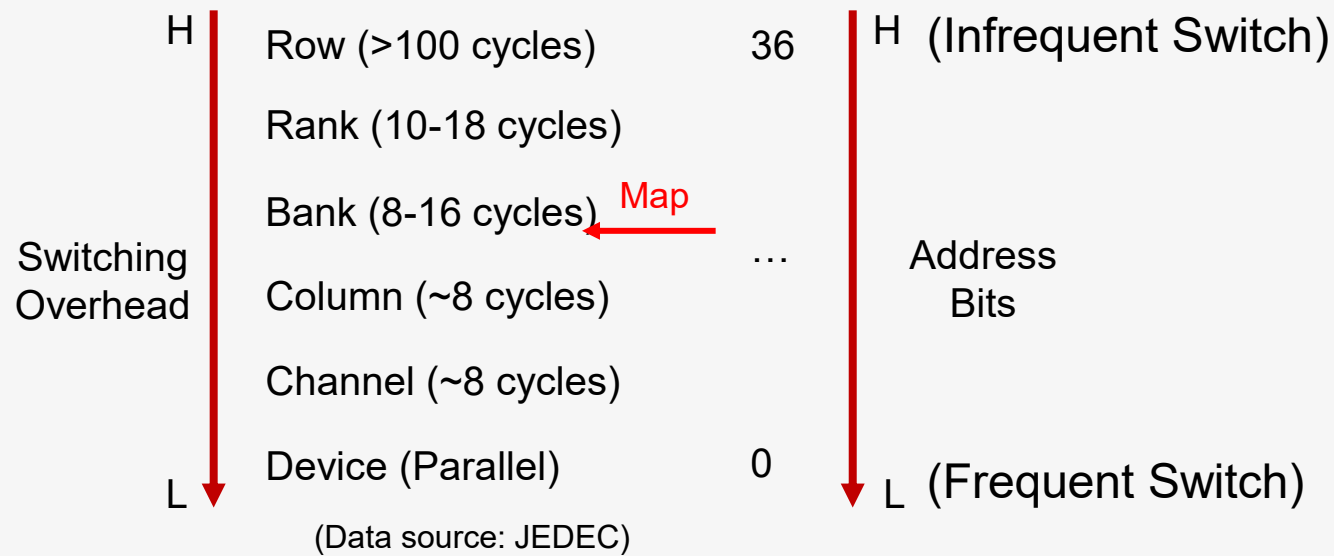 H
Row (>100 cycles)
36
H
(Infrequent Switch)
Rank (10-18 cycles)
Bank (8-16 cycles)
Map
Switching
Overhead
…
Address
Bits
Column (~8 cycles)
Channel (~8 cycles)
Device (Parallel)
0
L
L
(Frequent Switch)
(Data source: JEDEC)